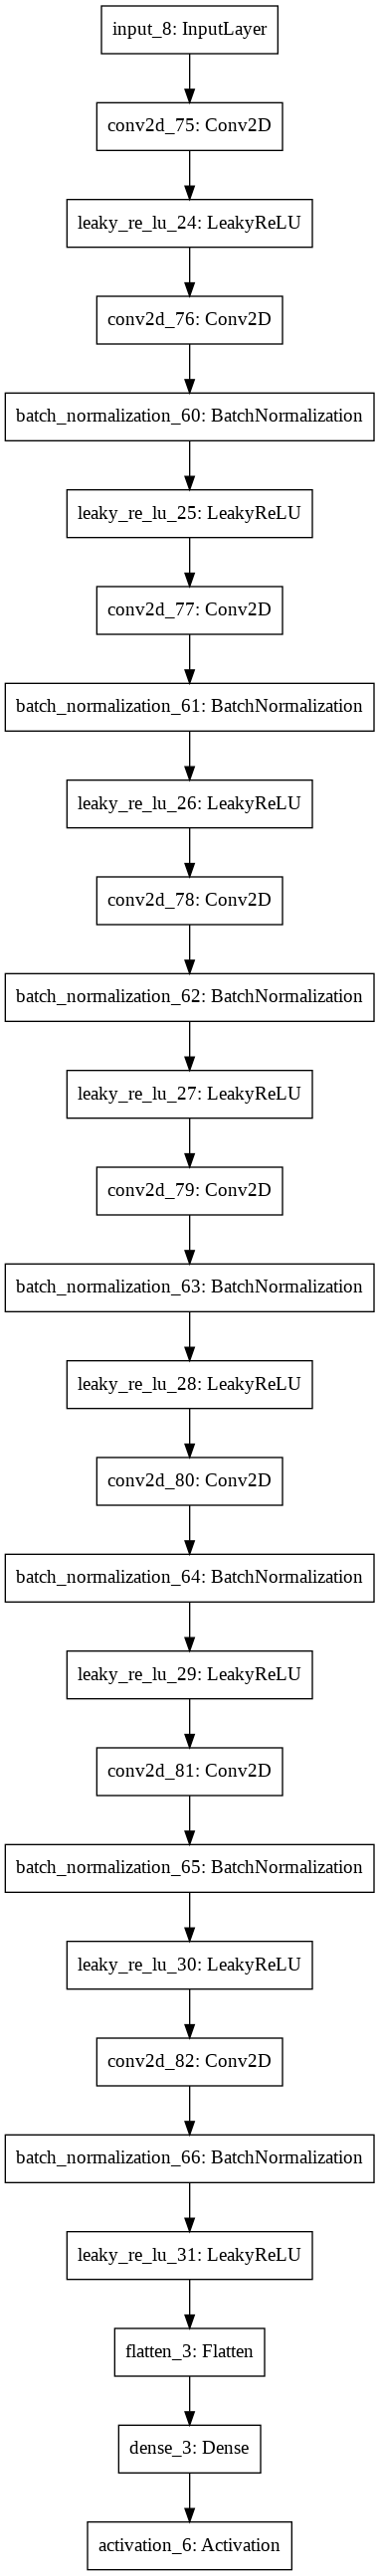 input_8: InputLayer
conv2d_75: Conv2D
leaky_re_lu_24: LeakyReLU
conv2d_76: Conv2D
batch_normalization_60: BatchNormalization
leaky_re_lu_25: LeakyReLU
conv2d_77: Conv2D
batch_normalization_61: BatchNormalization
leaky_re_lu_26: LeakyReLU
conv2d_78: Conv2D
batch_normalization_62: BatchNormalization
leaky_re_lu_27: LeakyReLU
conv2d_79: Conv2D
batch_normalization_63: BatchNormalization
leaky_re_lu_28: LeakyReLU
conv2d_80: Conv2D
batch_normalization_64: BatchNormalization
leaky_re_lu_29: LeakyReLU
conv2d_81: Conv2D
batch_normalization_65: BatchNormalization
leaky_re_lu_30: LeakyReLU
conv2d_82: Conv2D
batch_normalization_66: BatchNormalization
leaky_re_lu_31: LeakyReLU
flatten_3: Flatten
dense_3: Dense
activation_6: Activation